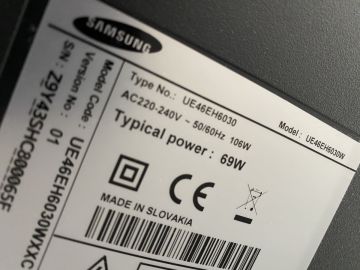 SAMSUNG
Type No.: UE46EH6030
AC220-240V ~ 50/60Hz 106W
Typical power : 69W
Model : UE46EH6030W
MADE IN SLOVAKIA
CE
Model Code : UE46EH6030WXXC
Version No : 01
S/N : Z9Y43SHC800065F